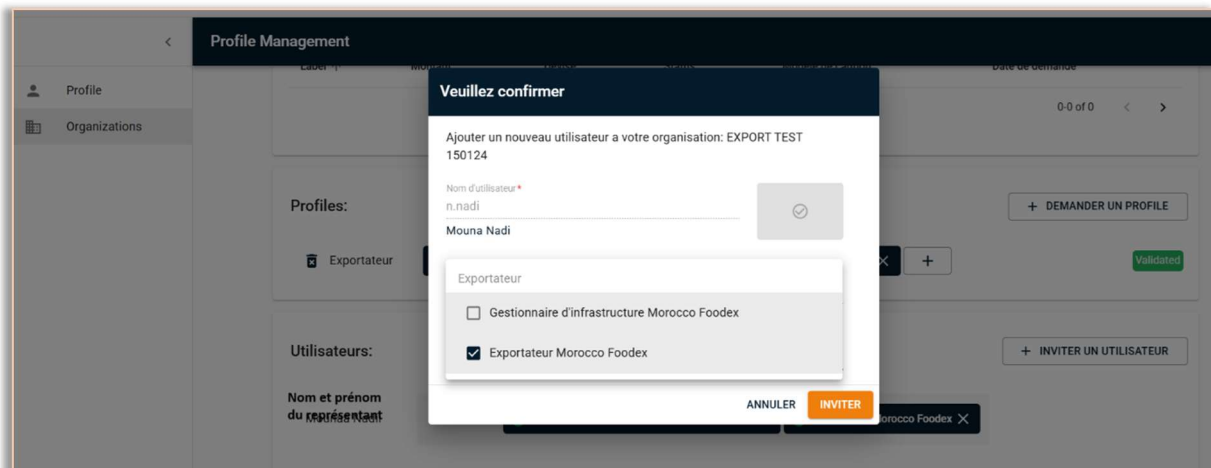 Profile Management
Profile
Organizations
Label
Date de demande
0-0 of 0
Veuillez confirmer
Ajouter un nouveau utilisateur a votre organisation: EXPORT TEST
150124
Nom d'utilisateur*
n.nadi
Mouna Nadi
Profiles:
+ DEMANDER UN PROFILE
Exportateur
Validated
Exportateur
Gestionnaire d'infrastructure Morocco Foodex
Exportateur Morocco Foodex
Utilisateurs:
+ INVITER UN UTILISATEUR
Nom et prénom
du représentant
ANNULER
INVITER
orocco Foodex